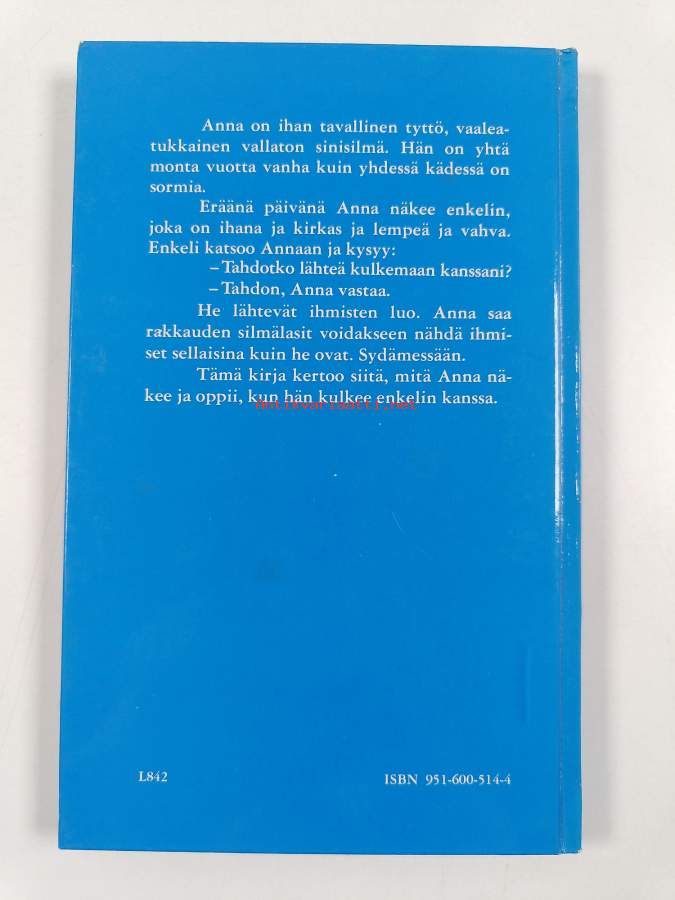 Anna on ihan tavallinen tyttö, vaalea-
tukkainen vallaton sinisilmä. Hän on yhtä
monta vuotta vanha kuin yhdessä kädessä on
sormia.
Eräänä päivänä Anna näkee enkelin,
joka on ihana ja kirkas ja lempeä ja vahva.
Enkeli katsoo Annaan ja kysyy:
– Tahdotko lähteä kulkemaan kanssani?
– Tahdon, Anna vastaa.
He lähtevät ihmisten luo. Anna saa
rakkauden silmälasit voidakseen nähdä ihmi-
set sellaisina kuin he ovat. Sydämessään.
Tämä kirja kertoo siitä, mitä Anna nä-
kee ja oppii, kun hän kulkee enkelin kanssa.
antikvariaatti.net
L842 ISBN 951-600-514-4